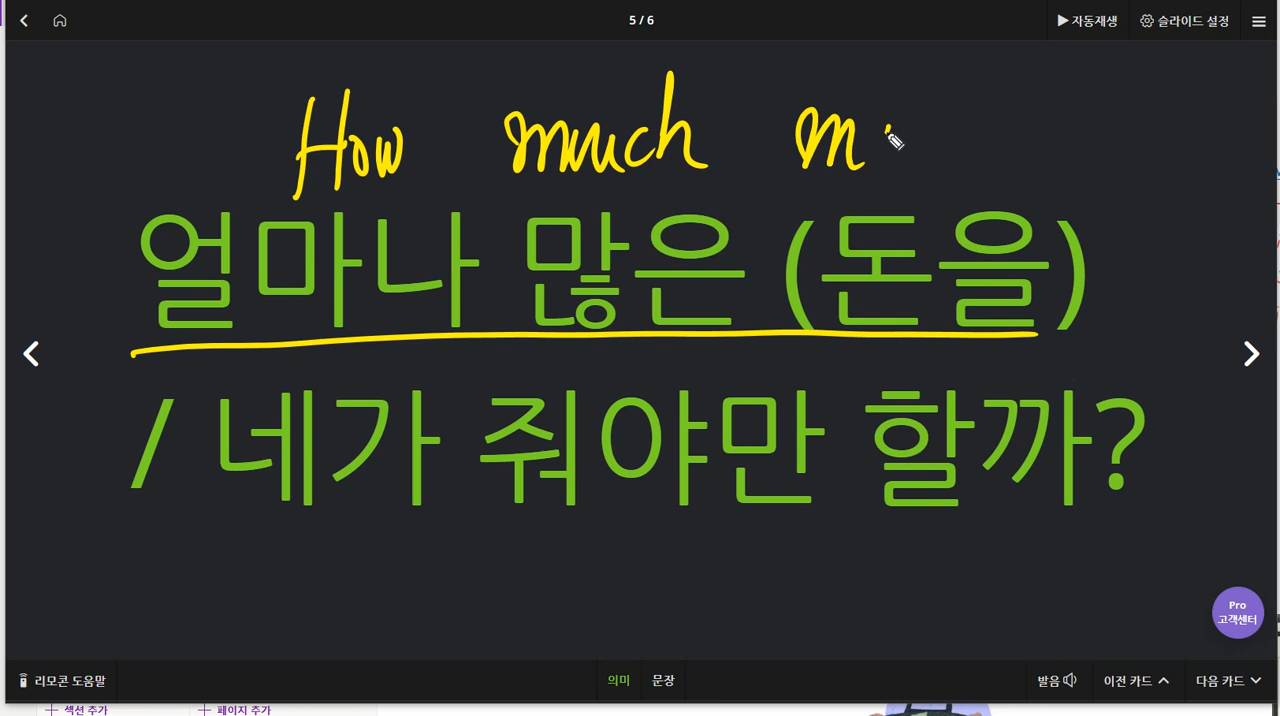 5 / 6
자동재생
슬라이드 설정
How much m
얼마나 많은 (돈을)
/ 네가 줘야만 할까?
Pro
고객센터
리모콘 도움말
의미
문장
발음
이전 카드
다음 카드
섹션 추가
페이지 추가